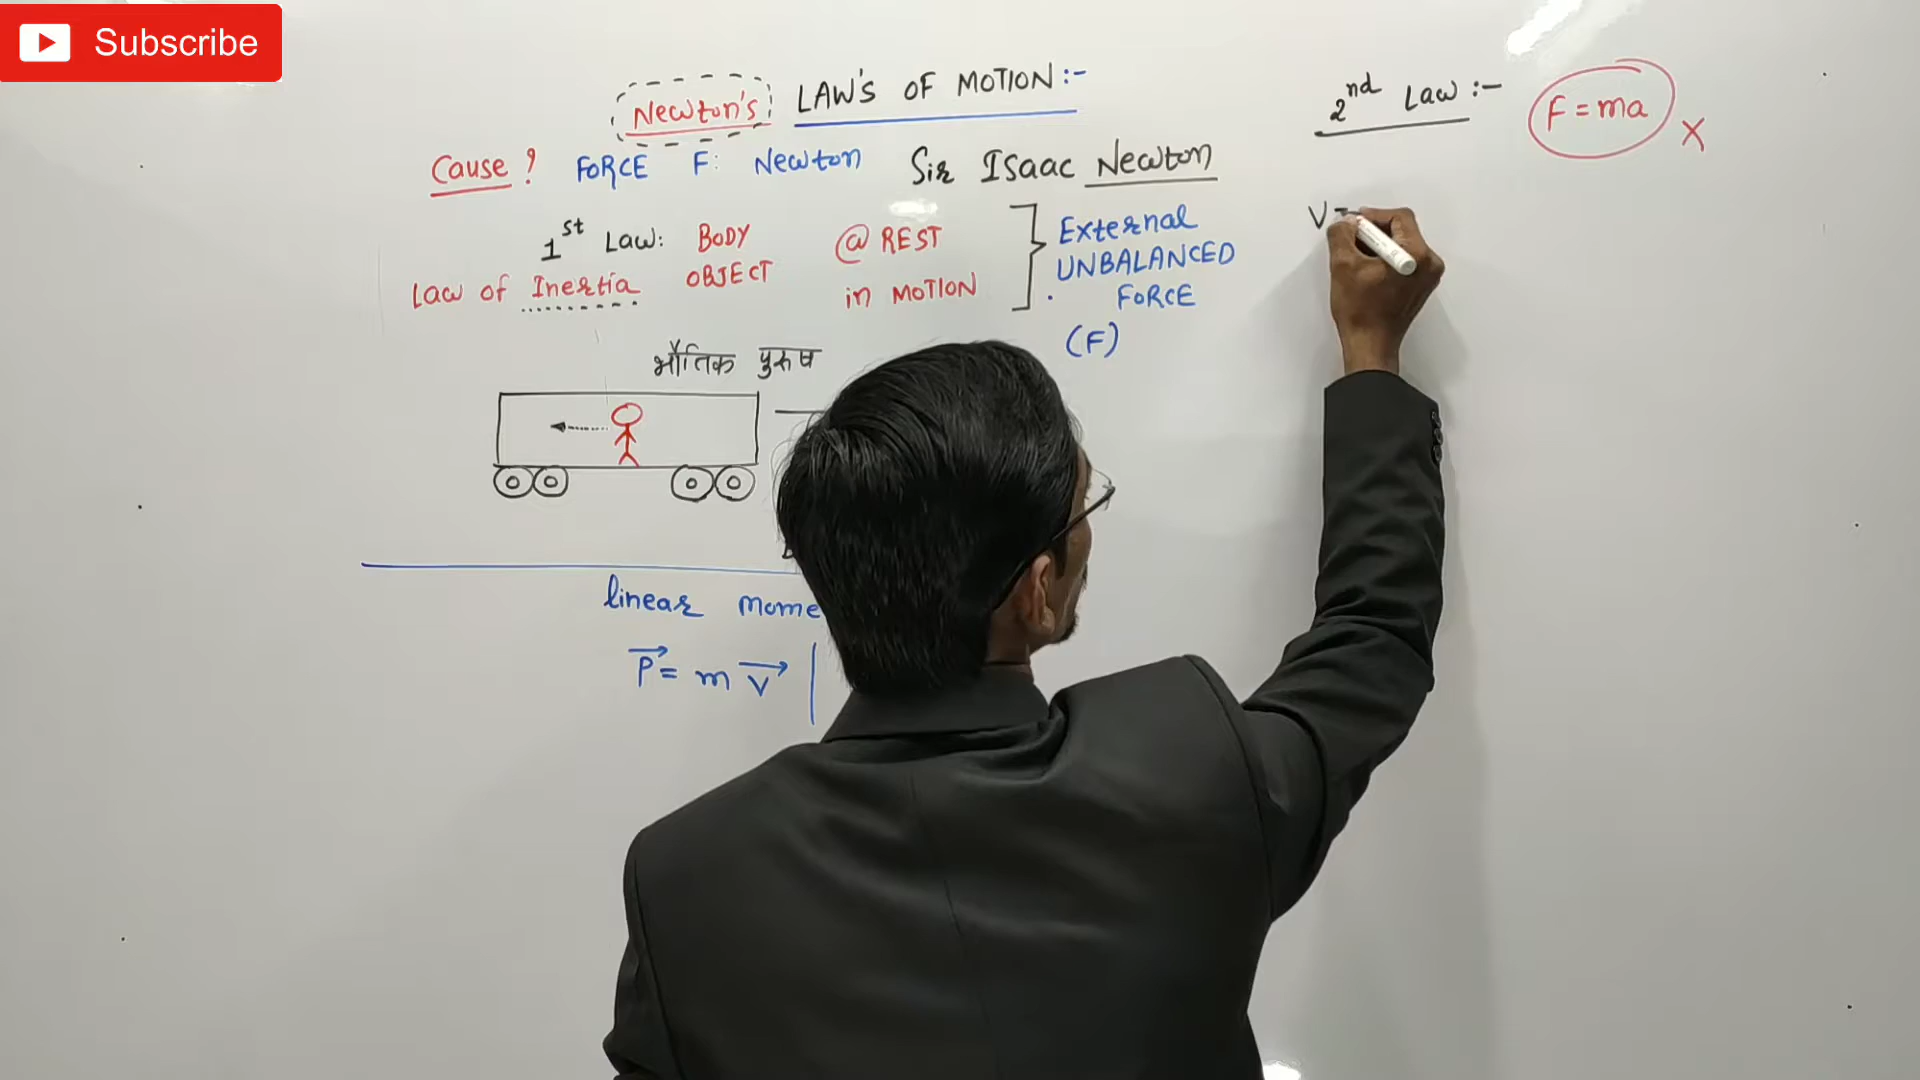 Subscribe
Newton's LAW'S OF MOTION:-
Cause? FORCE F: Newton Sir Isaac Newton
1st Law: BODY @ REST
Law of Inertia OBJECT in MOTION
External
UNBALANCED
FORCE
(F)
भौतिक पुरुष
linear mome
P = m v
2nd Law:- F = ma X
V =